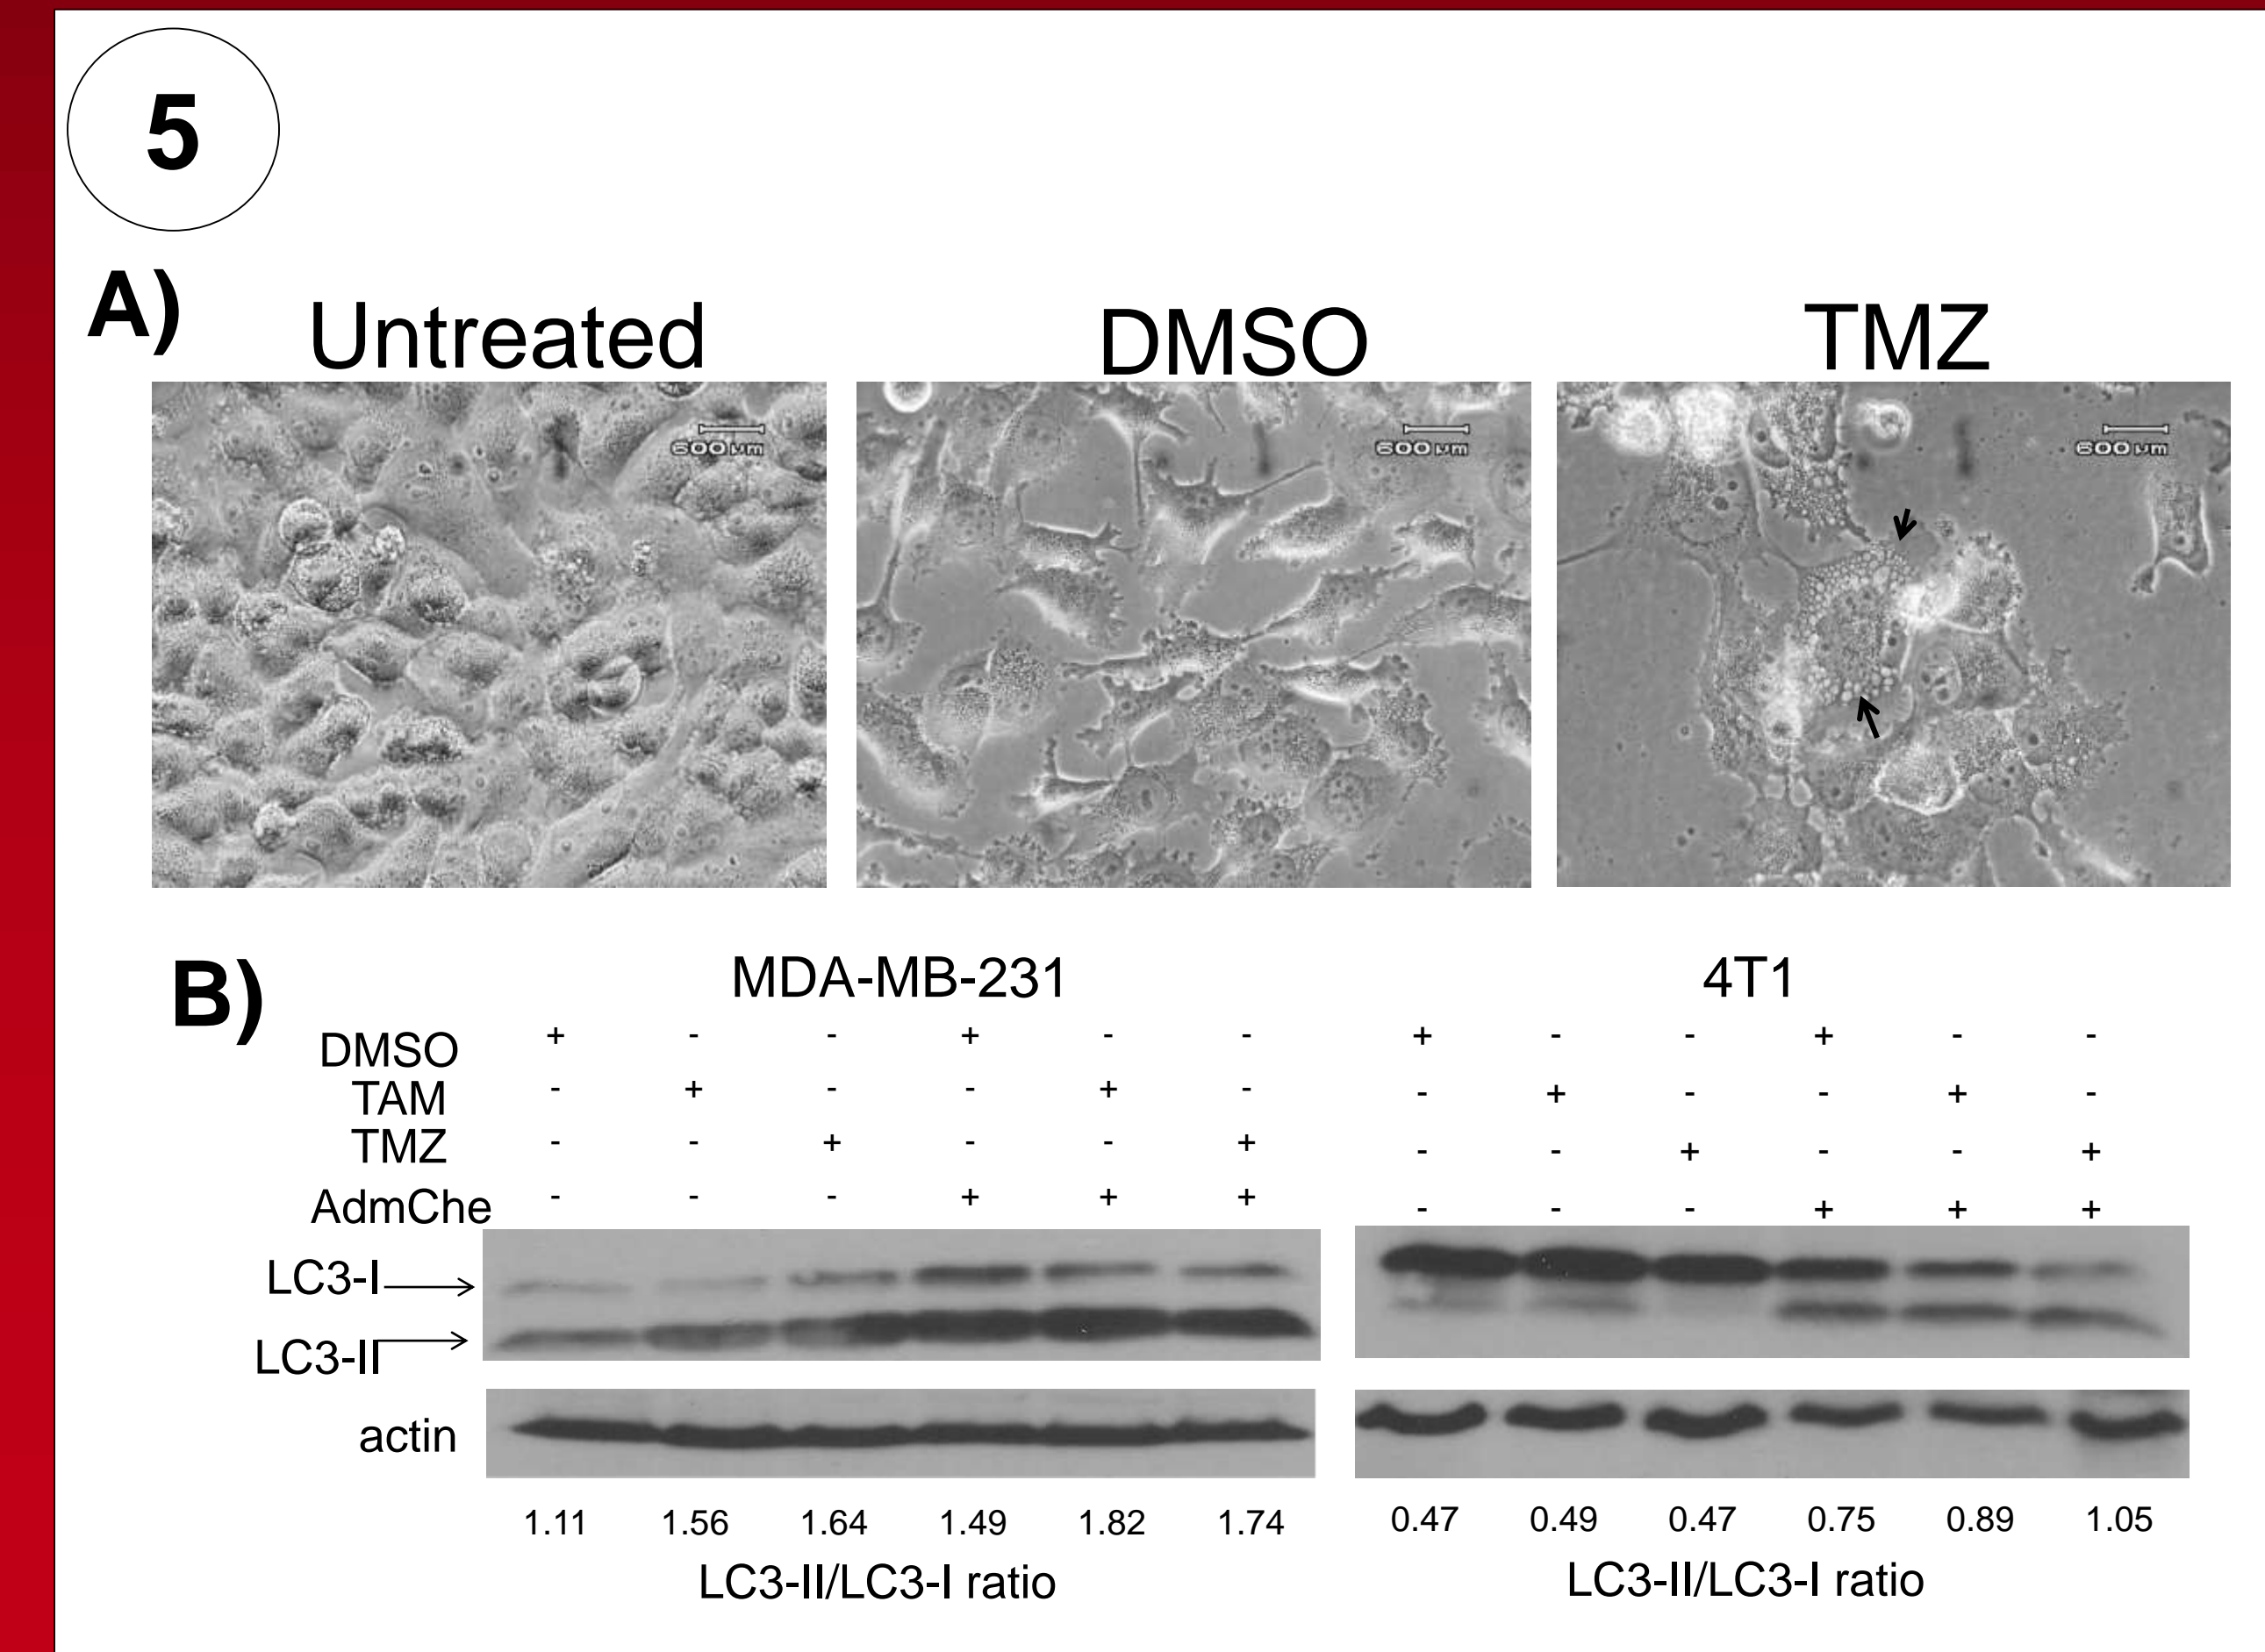 5
A)
Untreated DMSO TMZ
600 µm 600 µm 600 µm
B)
MDA-MB-231 4T1
DMSO + - - + - - + - - + - -
TAM - + - - + - - + - - + -
TMZ - - + - - + - - + - - +
AdmChe - - - + + + - - - + + +
LC3-I
LC3-II
actin
1.11 1.56 1.64 1.49 1.82 1.74 0.47 0.49 0.47 0.75 0.89 1.05
LC3-II/LC3-I ratio LC3-II/LC3-I ratio